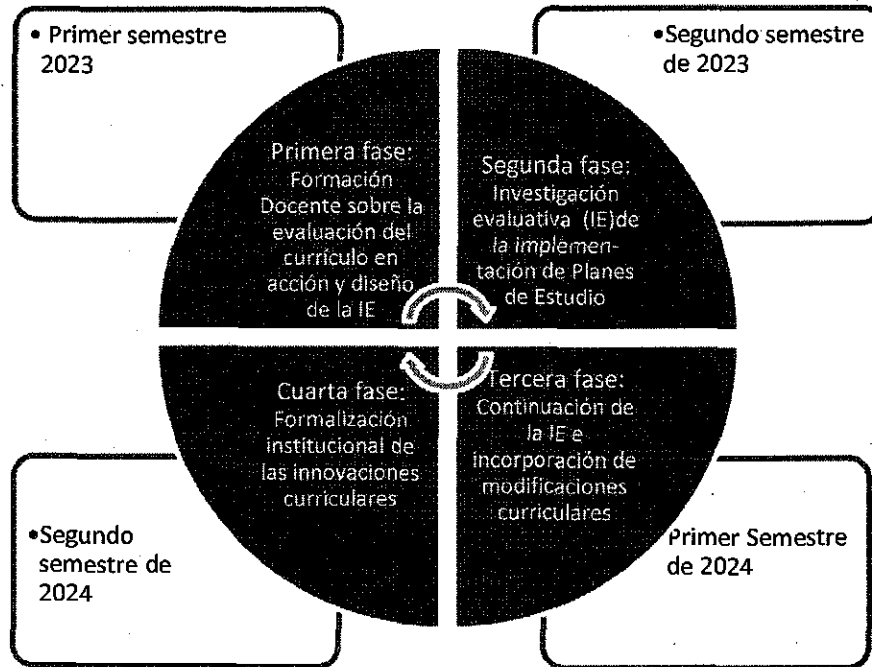 • Primer semestre
2023
•Segundo semestre
de 2023
Primera fase:
Formación
Docente sobre la
evaluación del
currículo en
acción y diseño
de la IE
Segunda fase:
Investigación
evaluativa (IE)de
la implemen-
tación de Planes
de Estudio
Cuarta fase:
Formalización
institucional de
las innovaciones
curriculares
Tercera fase:
Continuación de
la IE e
incorporación de
modificaciones
curriculares
•Segundo
semestre de
2024
Primer Semestre
de 2024